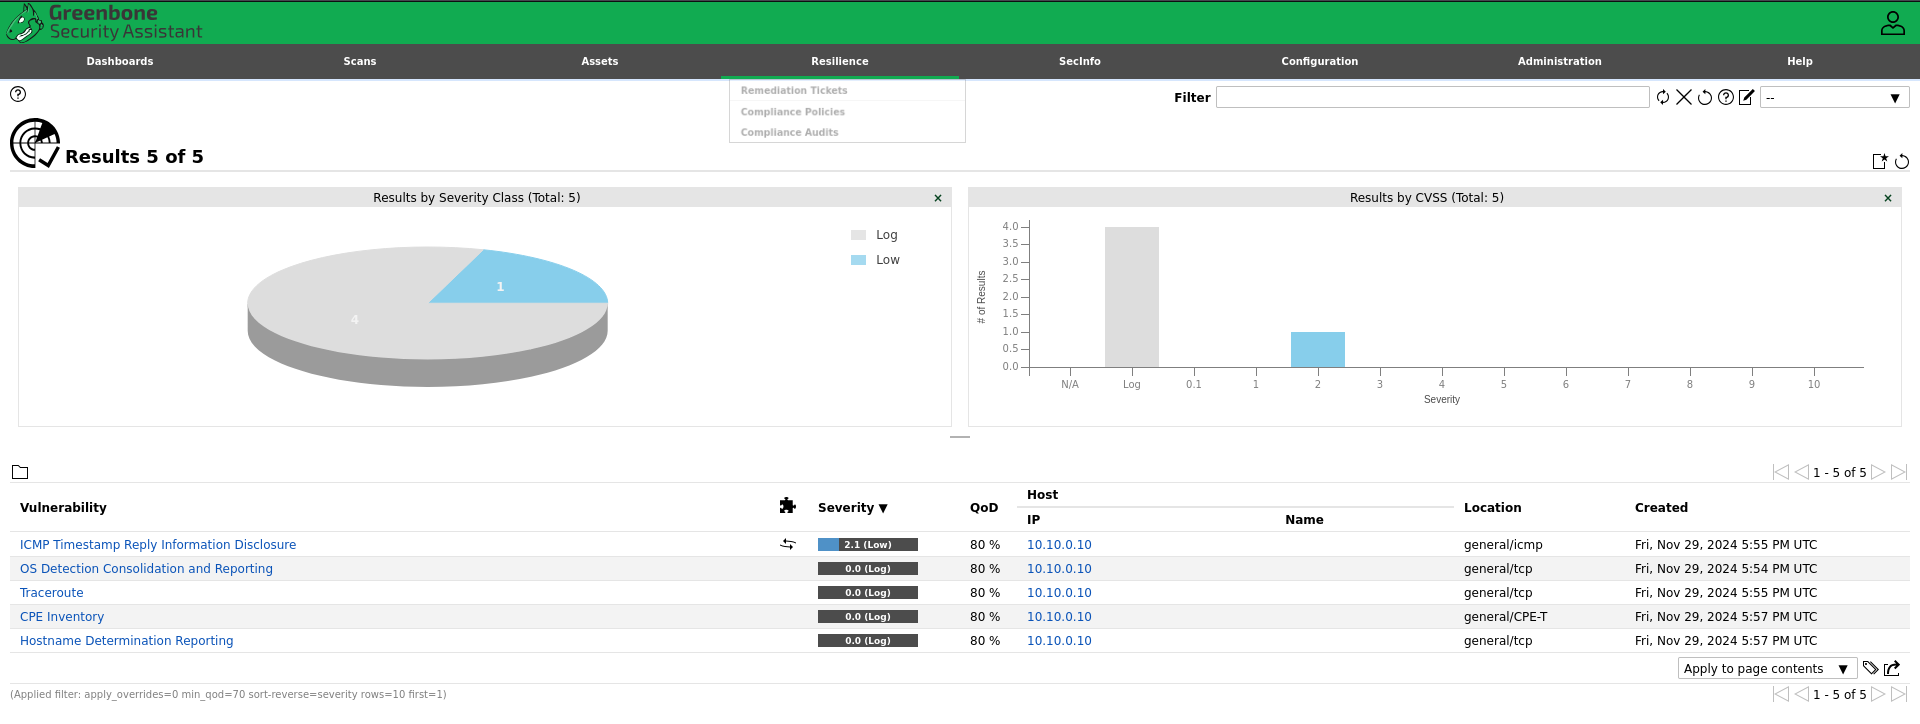 Greenbone
Security Assistant
Dashboards Scans Assets Resilience SecInfo Configuration Administration Help
Remediation Tickets
Compliance Policies
Compliance Audits
Filter --
Results 5 of 5
Results by Severity Class (Total: 5)
Log
Low
1
4
Results by CVSS (Total: 5)
# of Results
4.0
3.5
3.0
2.5
2.0
1.5
1.0
0.5
0.0
N/A Log 0.1 1 2 3 4 5 6 7 8 9 10
Severity
1 - 5 of 5
Vulnerability Severity ▼ QoD Host Location Created
IP Name
ICMP Timestamp Reply Information Disclosure 2.1 (Low) 80 % 10.10.0.10 general/icmp Fri, Nov 29, 2024 5:55 PM UTC
OS Detection Consolidation and Reporting 0.0 (Log) 80 % 10.10.0.10 general/tcp Fri, Nov 29, 2024 5:54 PM UTC
Traceroute 0.0 (Log) 80 % 10.10.0.10 general/tcp Fri, Nov 29, 2024 5:55 PM UTC
CPE Inventory 0.0 (Log) 80 % 10.10.0.10 general/CPE-T Fri, Nov 29, 2024 5:57 PM UTC
Hostname Determination Reporting 0.0 (Log) 80 % 10.10.0.10 general/tcp Fri, Nov 29, 2024 5:57 PM UTC
Apply to page contents ▼
(Applied filter: apply_overrides=0 min_qod=70 sort-reverse=severity rows=10 first=1)
1 - 5 of 5